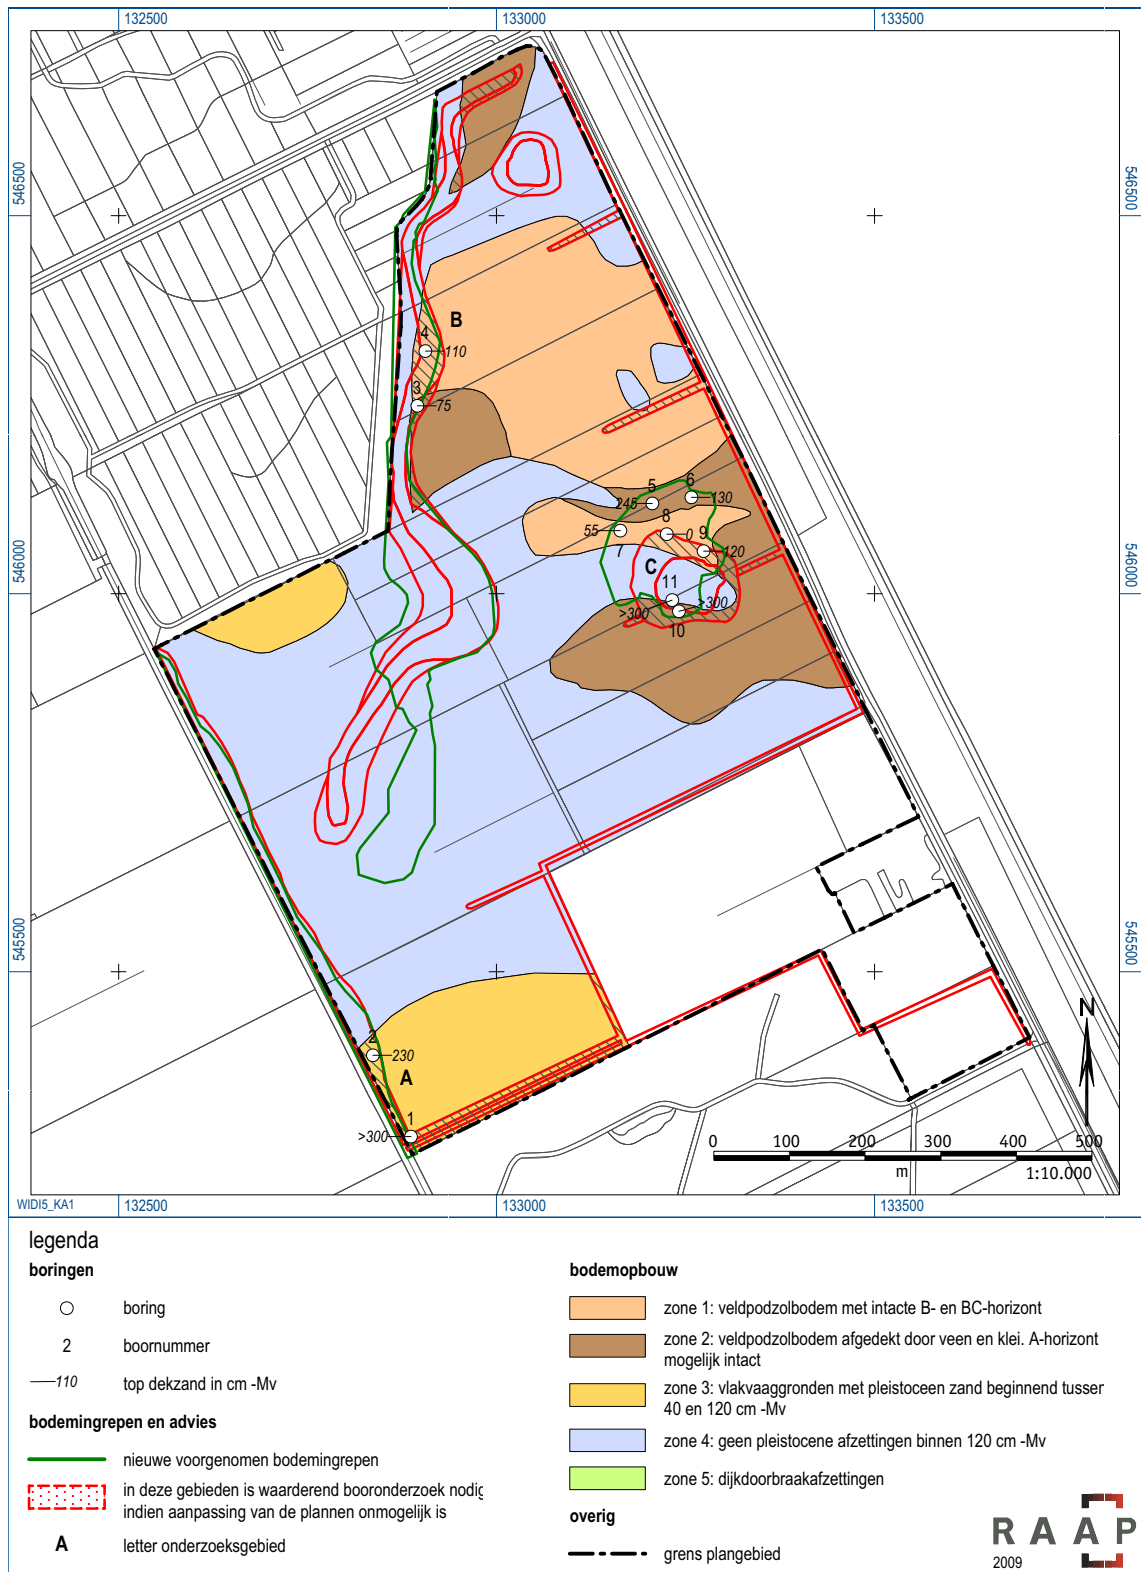 132500
133000
133500
546500
546500
B
4
110
3
75
5
6
245
130
8
55
0
9
7
120
546000
546000
C
11
>300
>300
10
545500
545500
2
230
A
1
>300
N
0
100
200
300
400
500
m
1:10.000
WIDI5_KA1
132500
133000
133500
legenda
boringen
boring
2
boornummer
110
top dekzand in cm -Mv
bodemingrepen en advies
nieuwe voorgenomen bodemingrepen
in deze gebieden is waarderend booronderzoek nodig
indien aanpassing van de plannen onmogelijk is
A
letter onderzoeksgebied
bodemopbouw
zone 1: veldpodzolbodem met intacte B- en BC-horizont
zone 2: veldpodzolbodem afgedekt door veen en klei. A-horizont
mogelijk intact
zone 3: vlakvaaggronden met pleistoceen zand beginnend tusser
40 en 120 cm -Mv
zone 4: geen pleistocene afzettingen binnen 120 cm -Mv
zone 5: dijkdoorbraakafzettingen
overig
grens plangebied
RAAP
2009